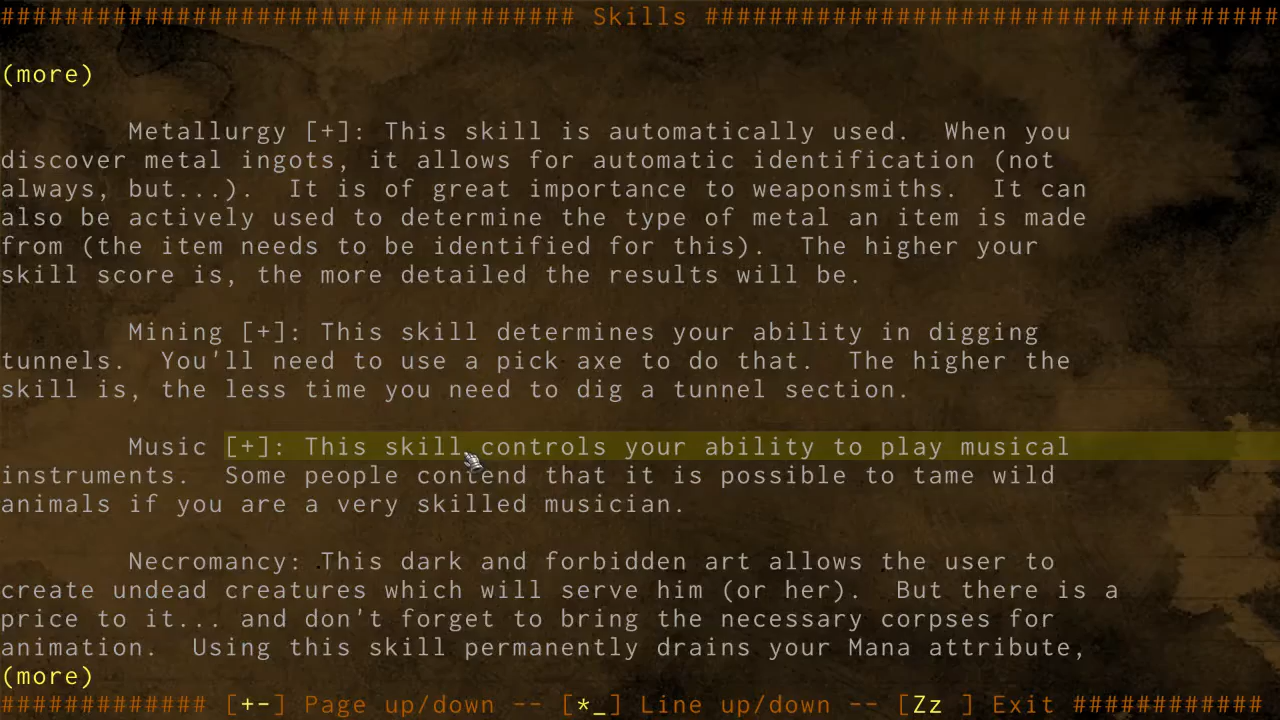 #################################### Skills ####################################
(more)
Metallurgy [+]: This skill is automatically used.  When you
discover metal ingots, it allows for automatic identification (not
always, but...).  It is of great importance to weaponsmiths.  It can
also be actively used to determine the type of metal an item is made
from (the item needs to be identified for this).  The higher your
skill score is, the more detailed the results will be.
Mining [+]: This skill determines your ability in digging
tunnels.  You'll need to use a pick axe to do that.  The higher the
skill is, the less time you need to dig a tunnel section.
Music [+]: This skill controls your ability to play musical
instruments.  Some people contend that it is possible to tame wild
animals if you are a very skilled musician.
Necromancy: This dark and forbidden art allows the user to
create undead creatures which will serve him (or her).  But there is a
price to it... and don't forget to bring the necessary corpses for
animation.  Using this skill permanently drains your Mana attribute,
(more)
############# [+-] Page up/down -- [*_] Line up/down -- [Zz ] Exit ############